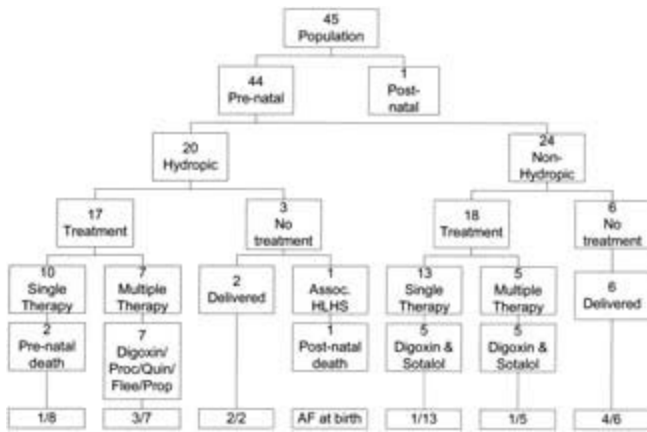 45
Population
44
Pre-natal
1
Post-
natal
20
Hydropic
24
Non-
Hydropic
17
Treatment
3
No
treatment
18
Treatment
6
No
treatment
10
Single
Therapy
7
Multiple
Therapy
2
Delivered
1
Assoc.
HLHS
13
Single
Therapy
5
Multiple
Therapy
6
Delivered
2
Pre-natal
death
7
Digoxin/
Proc/Quin/
Flee/Prop
1
Post-natal
death
5
Digoxin &
Sotalol
5
Digoxin &
Sotalol
1/8
3/7
2/2
AF at birth
1/13
1/5
4/6